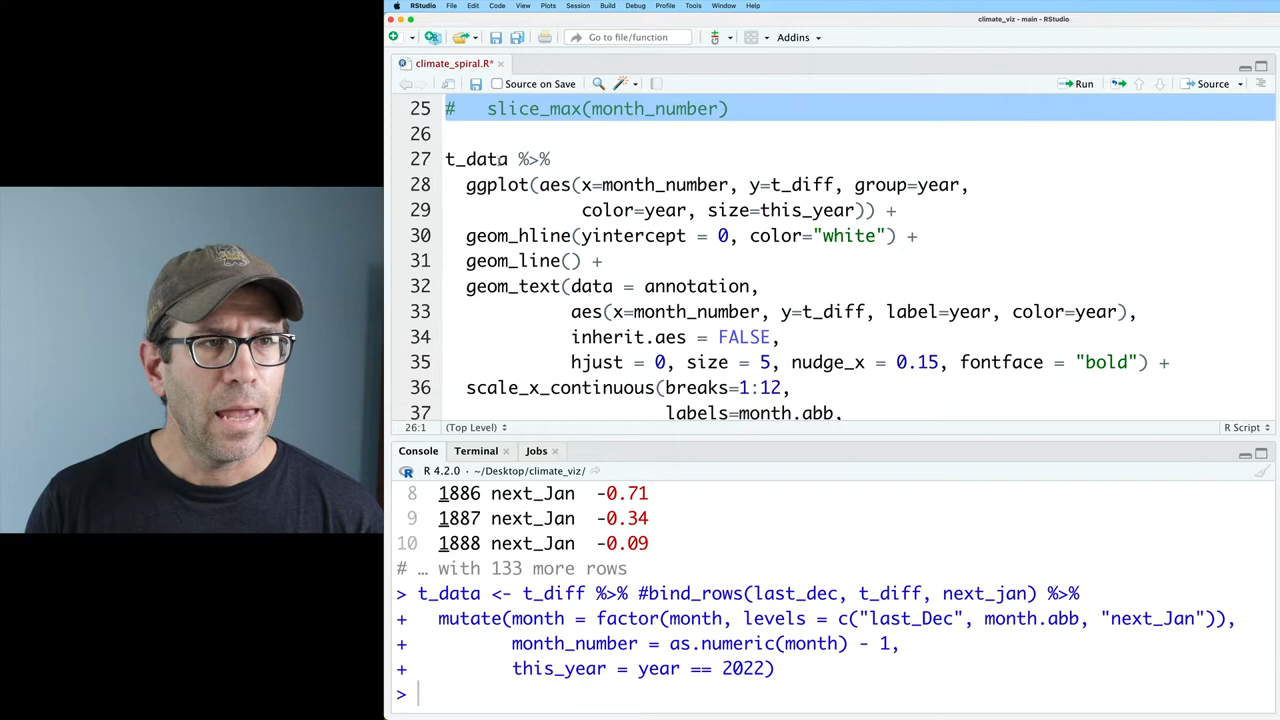 RStudio File Edit Code View Plots Session Build Debug Profile Tools Window Help
climate_viz - main - RStudio
Go to file/function Addins
climate_spiral.R*
Source on Save Run Source
25 #   slice_max(month_number)
26
27 t_data %>%
28 ggplot(aes(x=month_number, y=t_diff, group=year,
29 color=year, size=this_year)) +
30 geom_hline(yintercept = 0, color="white") +
31 geom_line() +
32 geom_text(data = annotation,
33 aes(x=month_number, y=t_diff, label=year, color=year),
34 inherit.aes = FALSE,
35 hjust = 0, size = 5, nudge_x = 0.15, fontface = "bold") +
36 scale_x_continuous(breaks=1:12,
37 labels=month.abb,
26:1 (Top Level) R Script
Console Terminal Jobs
R 4.2.0 · ~/Desktop/climate_viz/
8 1886 next_Jan -0.71
9 1887 next_Jan -0.34
10 1888 next_Jan -0.09
# … with 133 more rows
> t_data <- t_diff %>% #bind_rows(last_dec, t_diff, next_jan) %>%
+ mutate(month = factor(month, levels = c("last_Dec", month.abb, "next_Jan")),
+ month_number = as.numeric(month) - 1,
+ this_year = year == 2022)
>